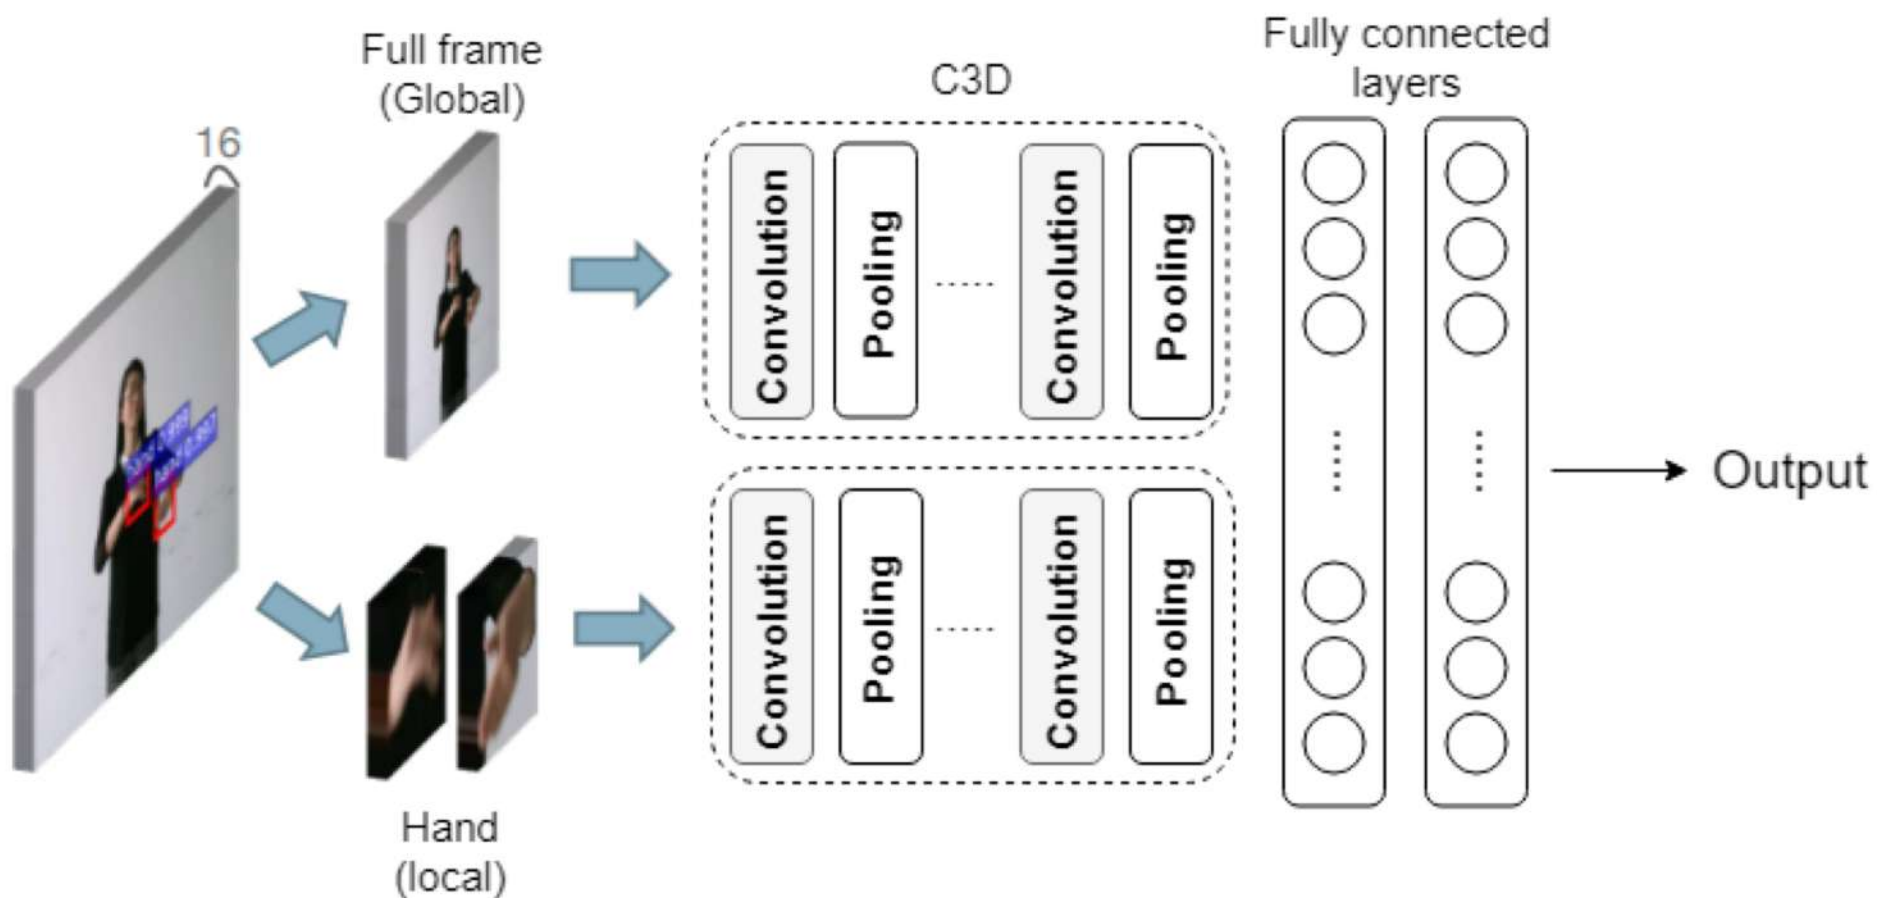 Full frame
(Global)
16
C3D
Fully connected
layers
Convolution
Pooling
......
Convolution
Pooling
......
......
Convolution
Pooling
......
Convolution
Pooling
Output
Hand
(local)